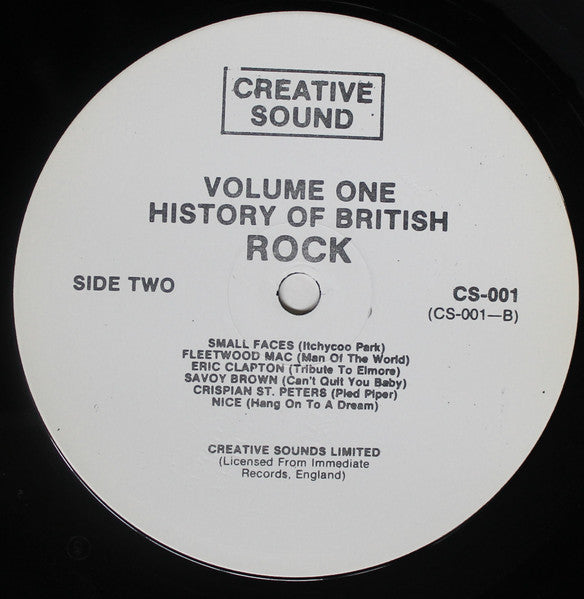 CREATIVE
SOUND
VOLUME ONE
HISTORY OF BRITISH
ROCK
SIDE TWO
CS-001
(CS-001—B)
SMALL FACES (Itchycoo Park)
FLEETWOOD MAC (Man Of The World)
ERIC CLAPTON (Tribute To Elmore)
SAVOY BROWN (Can't Quit You Baby)
CRISPIAN ST. PETERS (Pied Piper)
NICE (Hang On To A Dream)
CREATIVE SOUNDS LIMITED
(Licensed From Immediate
Records, England)